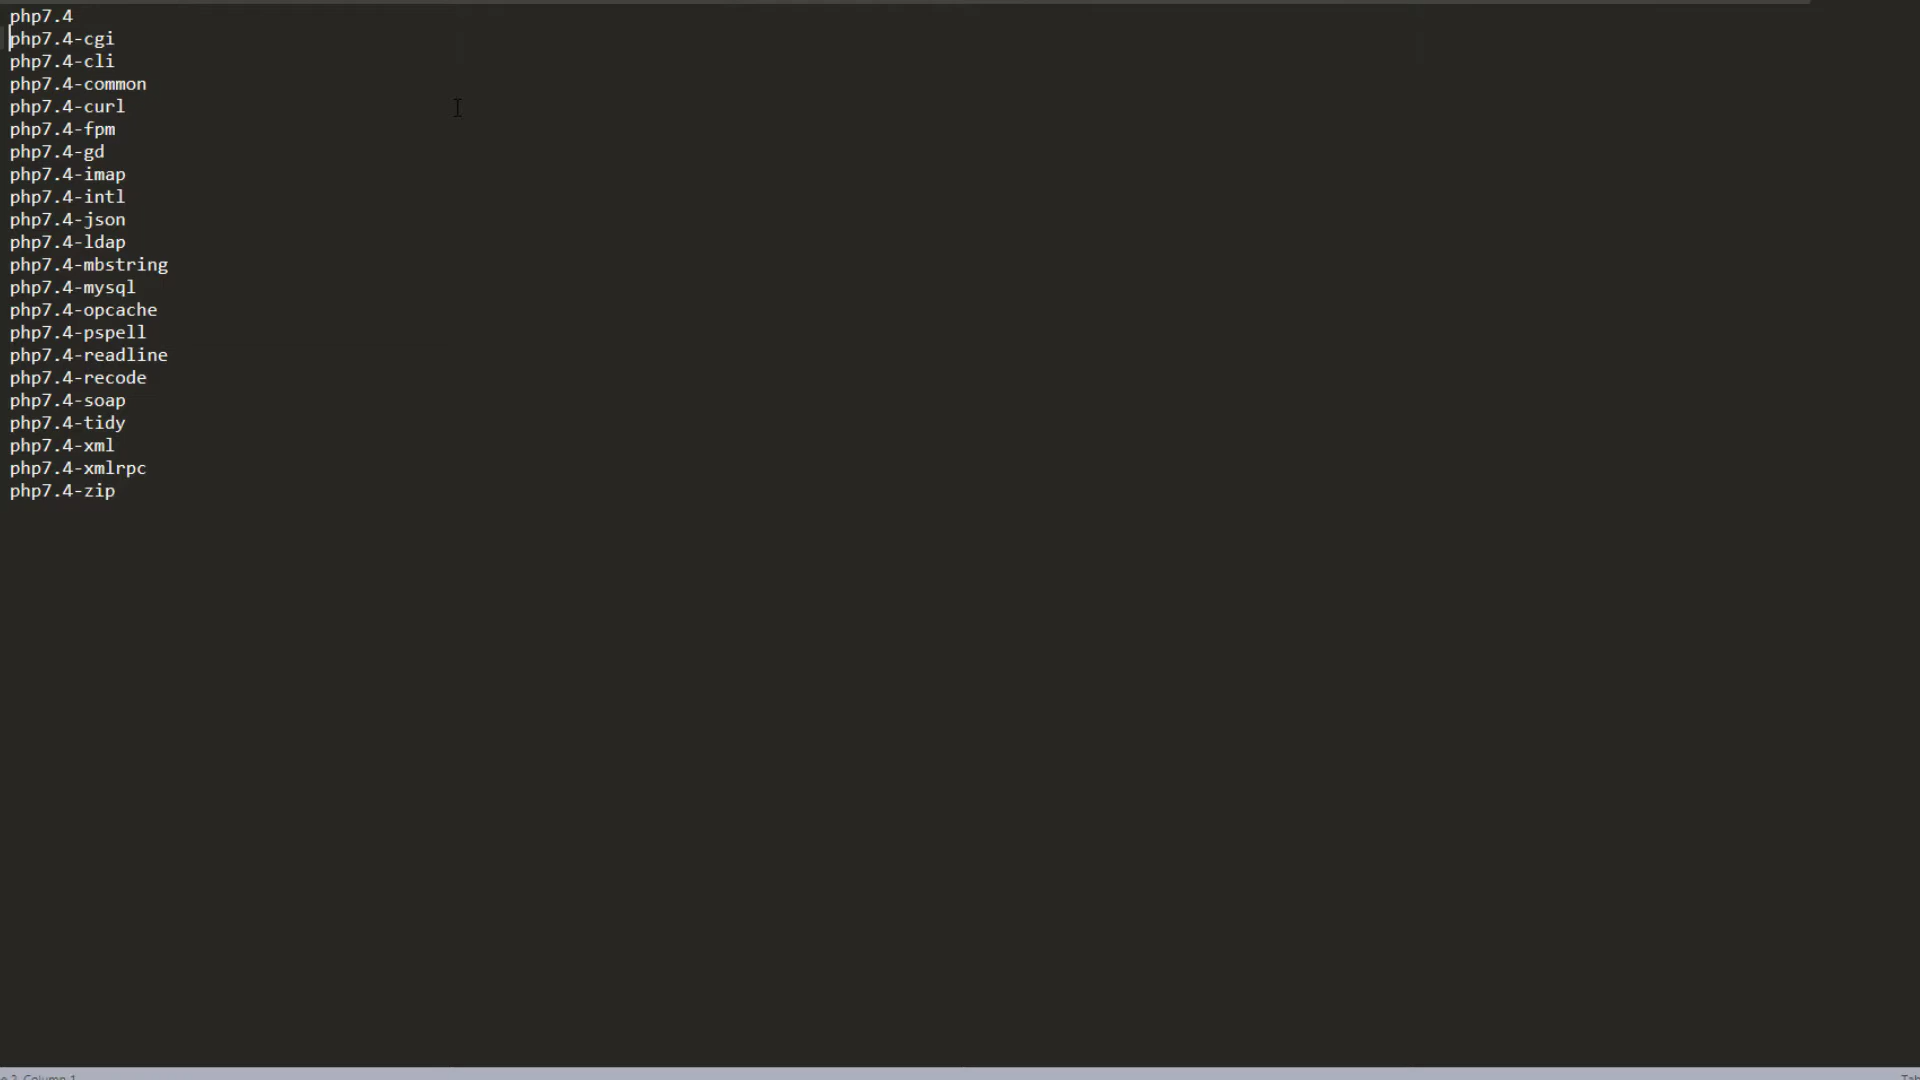 php7.4
php7.4-cgi
php7.4-cli
php7.4-common
php7.4-curl
php7.4-fpm
php7.4-gd
php7.4-imap
php7.4-intl
php7.4-json
php7.4-ldap
php7.4-mbstring
php7.4-mysql
php7.4-opcache
php7.4-pspell
php7.4-readline
php7.4-recode
php7.4-soap
php7.4-tidy
php7.4-xml
php7.4-xmlrpc
php7.4-zip
Column 1